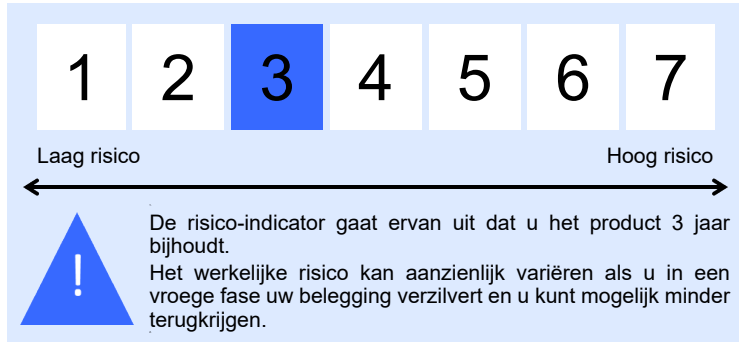 1 2 3 4 5 6 7
Laag risico Hoog risico
!
De risico-indicator gaat ervan uit dat u het product 3 jaar
bijhoudt.
Het werkelijke risico kan aanzienlijk variëren als u in een
vroege fase uw belegging verzilvert en u kunt mogelijk minder
terugkrijgen.